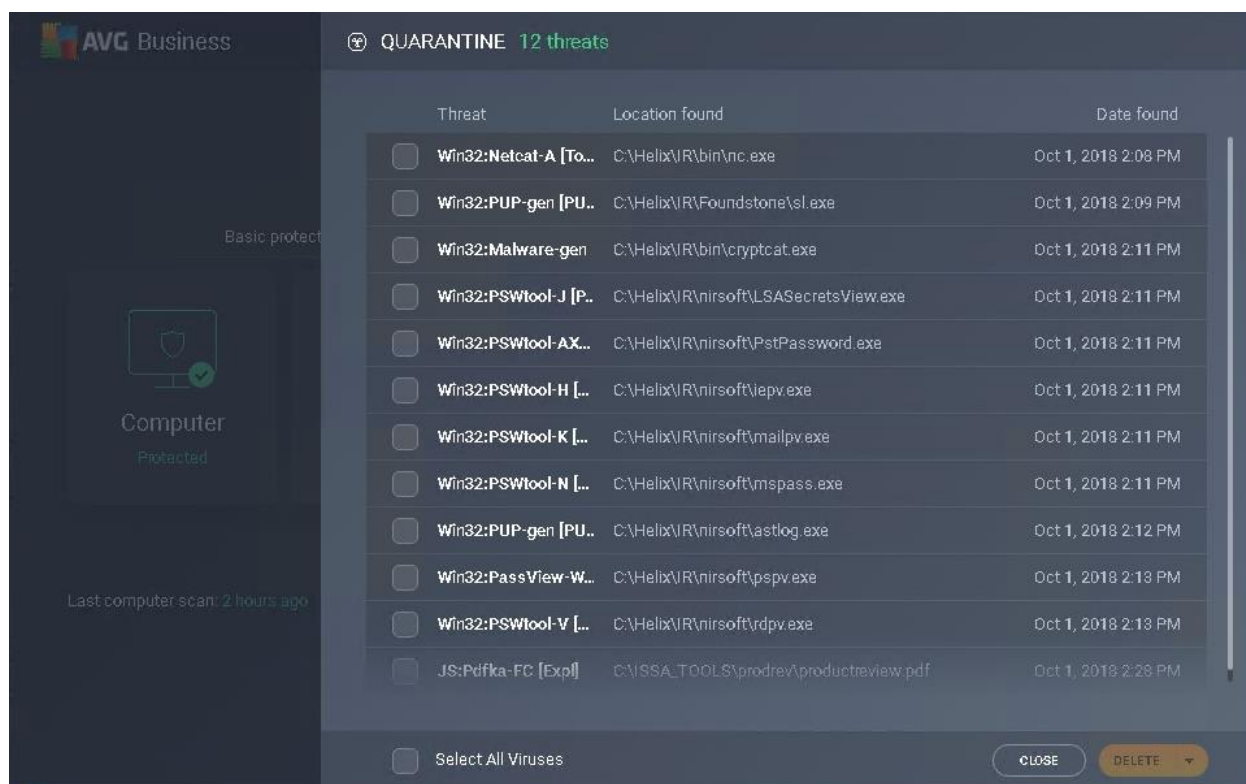 AVG Business
QUARANTINE 12 threats
Threat Location found Date found
Win32:Netcat-A [To... C:\Helix\IR\bin\nc.exe Oct 1, 2018 2:08 PM
Win32:PUP-gen [PU... C:\Helix\IR\Foundstone\sl.exe Oct 1, 2018 2:09 PM
Win32:Malware-gen C:\Helix\IR\bin\cryptcat.exe Oct 1, 2018 2:11 PM
Win32:PSWtool-J [P... C:\Helix\IR\nirsoft\LSASecretsView.exe Oct 1, 2018 2:11 PM
Win32:PSWtool-AX... C:\Helix\IR\nirsoft\PstPassword.exe Oct 1, 2018 2:11 PM
Win32:PSWtool-H [... C:\Helix\IR\nirsoft\iepv.exe Oct 1, 2018 2:11 PM
Win32:PSWtool-K [... C:\Helix\IR\nirsoft\mailpv.exe Oct 1, 2018 2:11 PM
Win32:PSWtool-N [... C:\Helix\IR\nirsoft\mspass.exe Oct 1, 2018 2:11 PM
Win32:PUP-gen [PU... C:\Helix\IR\nirsoft\astlog.exe Oct 1, 2018 2:12 PM
Win32:PassView-W... C:\Helix\IR\nirsoft\pspv.exe Oct 1, 2018 2:13 PM
Win32:PSWtool-V [... C:\Helix\IR\nirsoft\rdpv.exe Oct 1, 2018 2:13 PM
JS:Pdfka-FC [Expl] C:\ISSA_TOOLS\prodrev\productreview.pdf Oct 1, 2018 2:28 PM
Basic protect
Computer
Protected
Last computer scan: 2 hours ago
Select All Viruses
CLOSE
DELETE